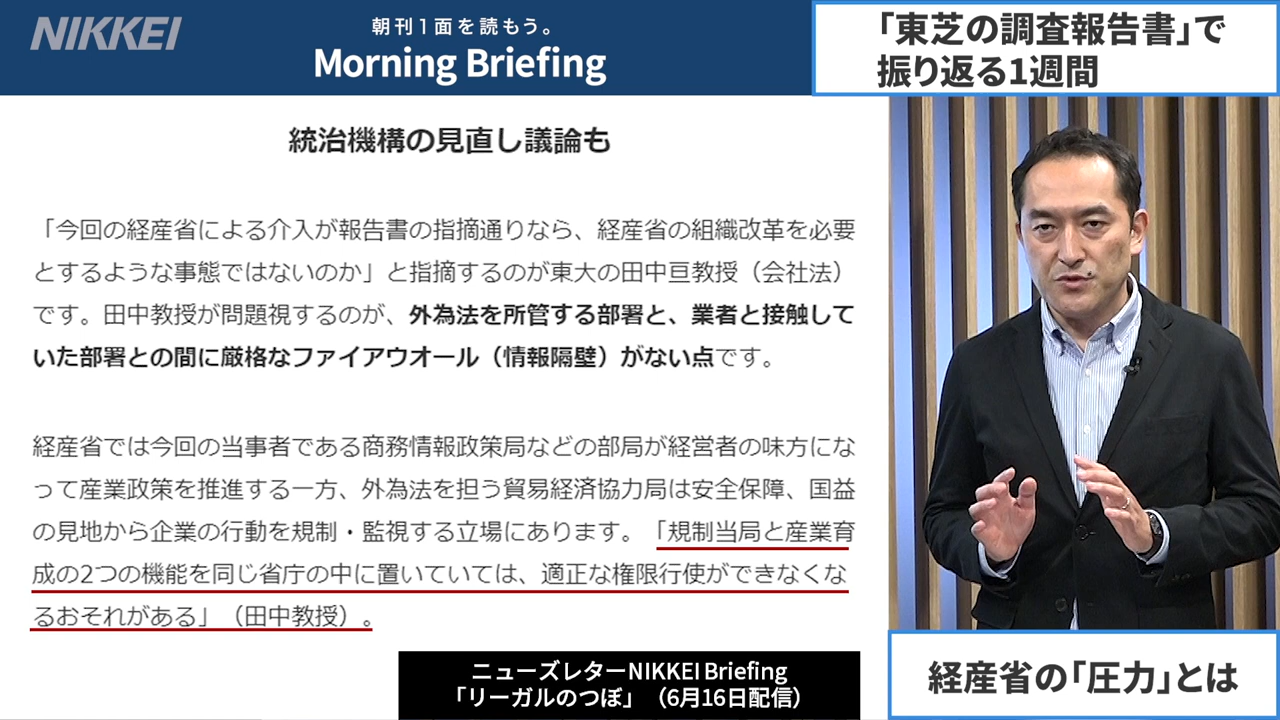 NIKKEI
朝刊1面を読もう。
Morning Briefing
「東芝の調査報告書」で
振り返る1週間
統治機構の見直し議論も
「今回の経産省による介入が報告書の指摘通りなら、経産省の組織改革を必要
とするような事態ではないのか」と指摘するのが東大の田中亘教授（会社法）
です。田中教授が問題視するのが、外為法を所管する部署と、業者と接触して
いた部署との間に厳格なファイアウオール（情報隔壁）がない点です。
経産省では今回の当事者である商務情報政策局などの部局が経営者の味方にな
って産業政策を推進する一方、外為法を担う貿易経済協力局は安全保障、国益
の見地から企業の行動を規制・監視する立場にあります。「規制当局と産業育
成の2つの機能を同じ省庁の中に置いていては、適正な権限行使ができなくな
るおそれがある」（田中教授）。
ニューズレターNIKKEI Briefing
「リーガルのつぼ」（6月16日配信）
経産省の「圧力」とは